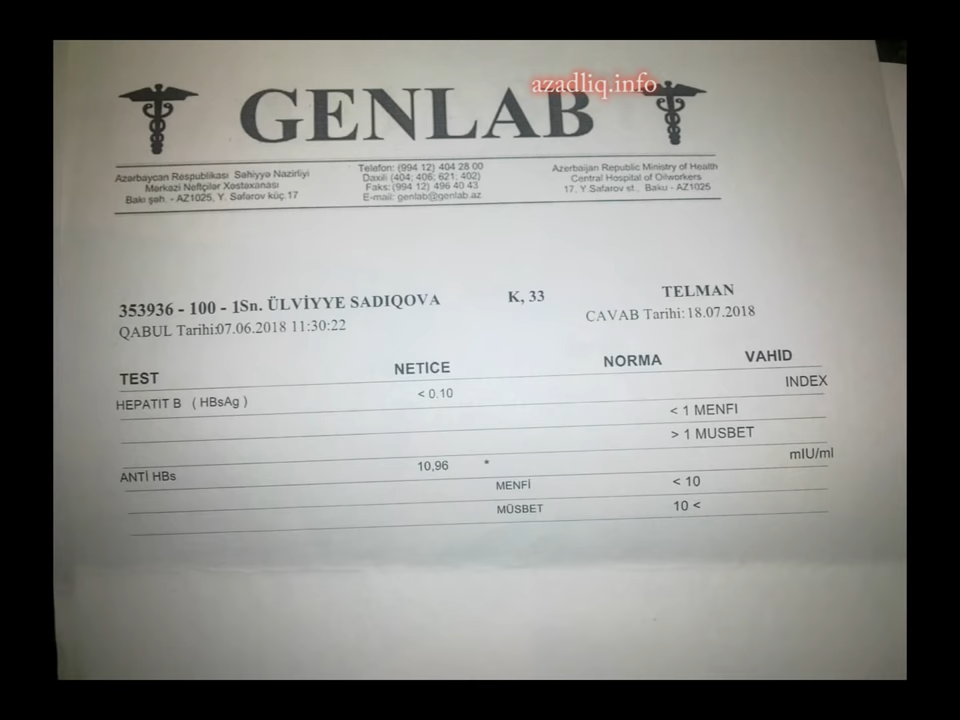 azadliq.info
GENLAB
Azərbaycan Respublikası Səhiyyə Nazirliyi
Mərkəzi Neftçilər Xəstəxanası
Bakı şəh. - AZ1025, Y. Səfərov küç.17
Telefon: (994 12) 404 28 00
Daxili (404; 406; 621; 402)
Faks: (994 12) 496 40 43
E-mail: genlab@genlab.az
Azerbaijan Republic Ministry of Health
Central Hospital of Oilworkers
17, Y Safarov st., Baku - AZ1025
353936 - 100 - 1Sn. ÜLVİYYE SADIQOVA K, 33 TELMAN
QABUL Tarihi:07.06.2018 11:30:22 CAVAB Tarihi: 18.07.2018
TEST NETICE NORMA VAHID
HEPATIT B ( HBsAg ) < 0.10 INDEX
< 1 MENFI
> 1 MUSBET
ANTİ HBs 10,96 * mIU/ml
MENFİ < 10
MÜSBET 10 <